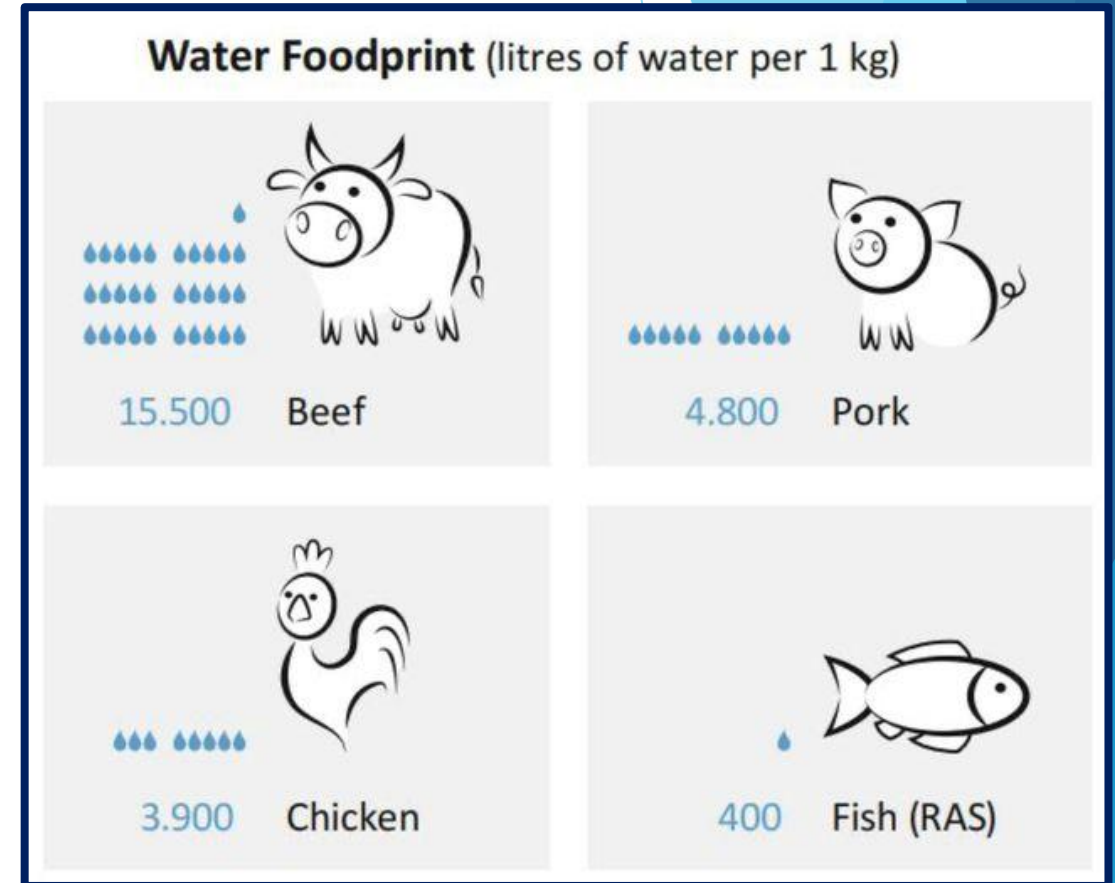 Water Foodprint (litres of water per 1 kg)
15.500 Beef
4.800 Pork
3.900 Chicken
400 Fish (RAS)